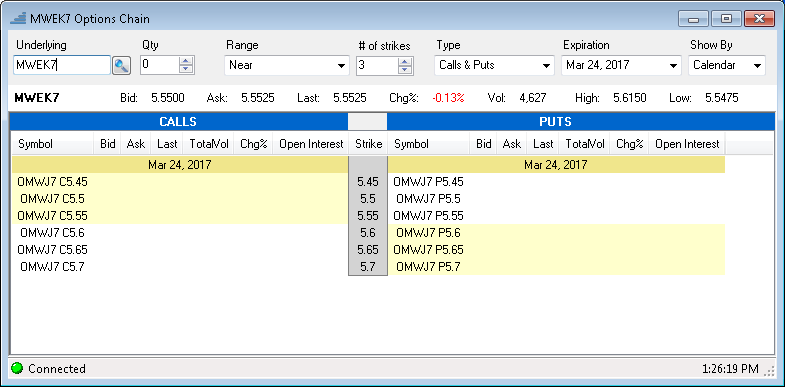 MWEK7 Options Chain
Underlying Qty Range # of strikes Type Expiration Show By
MWEK7 0 Near 3 Calls & Puts Mar 24, 2017 Calendar
MWEK7 Bid: 5.5500 Ask: 5.5525 Last: 5.5525 Chg%: -0.13% Vol: 4,627 High: 5.6150 Low: 5.5475
CALLS PUTS
Symbol Bid Ask Last TotalVol Chg% Open Interest Strike Symbol Bid Ask Last TotalVol Chg% Open Interest
Mar 24, 2017 Mar 24, 2017
OMWJ7 C5.45 5.45 OMWJ7 P5.45
OMWJ7 C5.5 5.5 OMWJ7 P5.5
OMWJ7 C5.55 5.55 OMWJ7 P5.55
OMWJ7 C5.6 5.6 OMWJ7 P5.6
OMWJ7 C5.65 5.65 OMWJ7 P5.65
OMWJ7 C5.7 5.7 OMWJ7 P5.7
Connected 1:26:19 PM